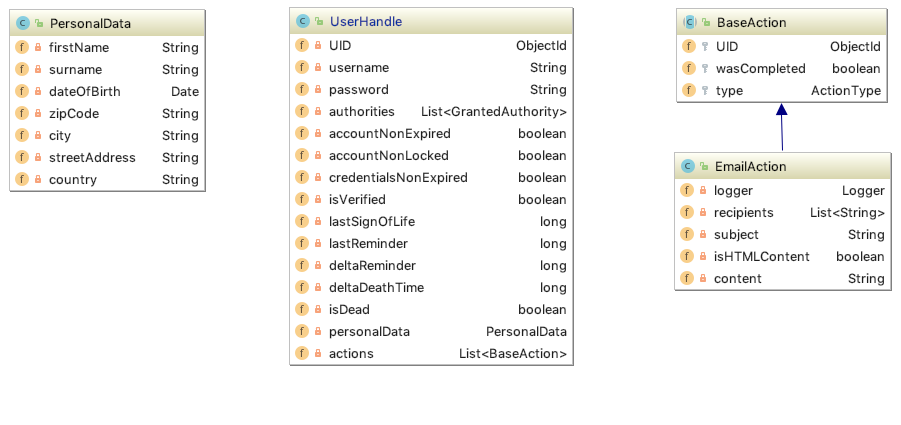 PersonalData
firstName String
surname String
dateOfBirth Date
zipCode String
city String
streetAddress String
country String
UserHandle
UID ObjectId
username String
password String
authorities List<GrantedAuthority>
accountNonExpired boolean
accountNonLocked boolean
credentialsNonExpired boolean
isVerified boolean
lastSignOfLife long
lastReminder long
deltaReminder long
deltaDeathTime long
isDead boolean
personalData PersonalData
actions List<BaseAction>
BaseAction
UID ObjectId
wasCompleted boolean
type ActionType
EmailAction
logger Logger
recipients List<String>
subject String
isHTMLContent boolean
content String